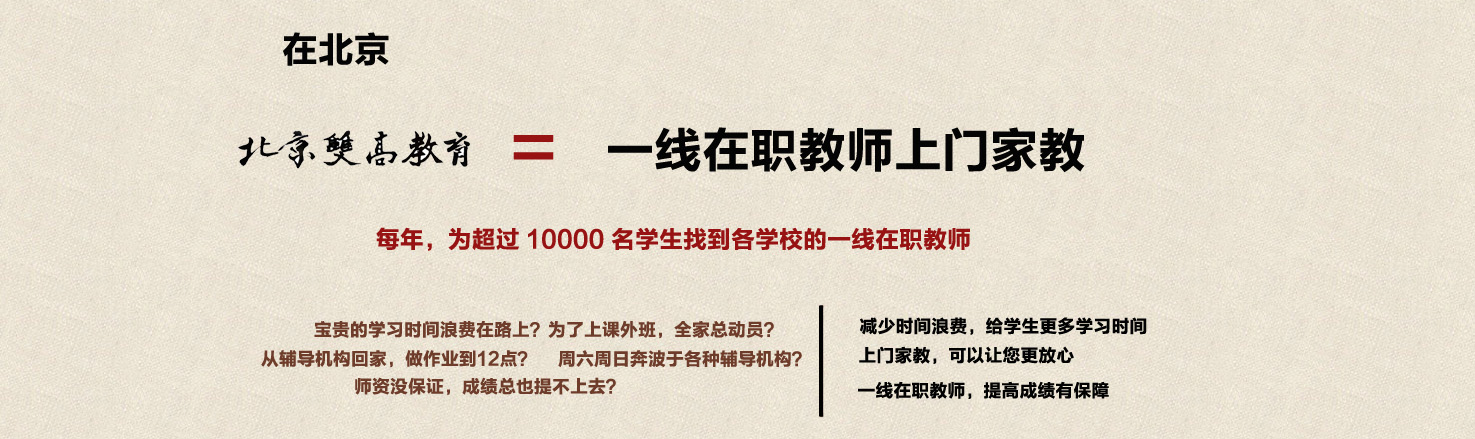 在北京
北京雙高教育 = 一线在职教师上门家教
每年，为超过 10000 名学生找到各学校的一线在职教师
宝贵的学习时间浪费在路上？为了上课外班，全家总动员？
从辅导机构回家，做作业到12点？ 周六周日奔波于各种辅导机构？
师资没保证，成绩总也提不上去？
减少时间浪费，给学生更多学习时间
上门家教，可以让您更放心
一线在职教师，提高成绩有保障